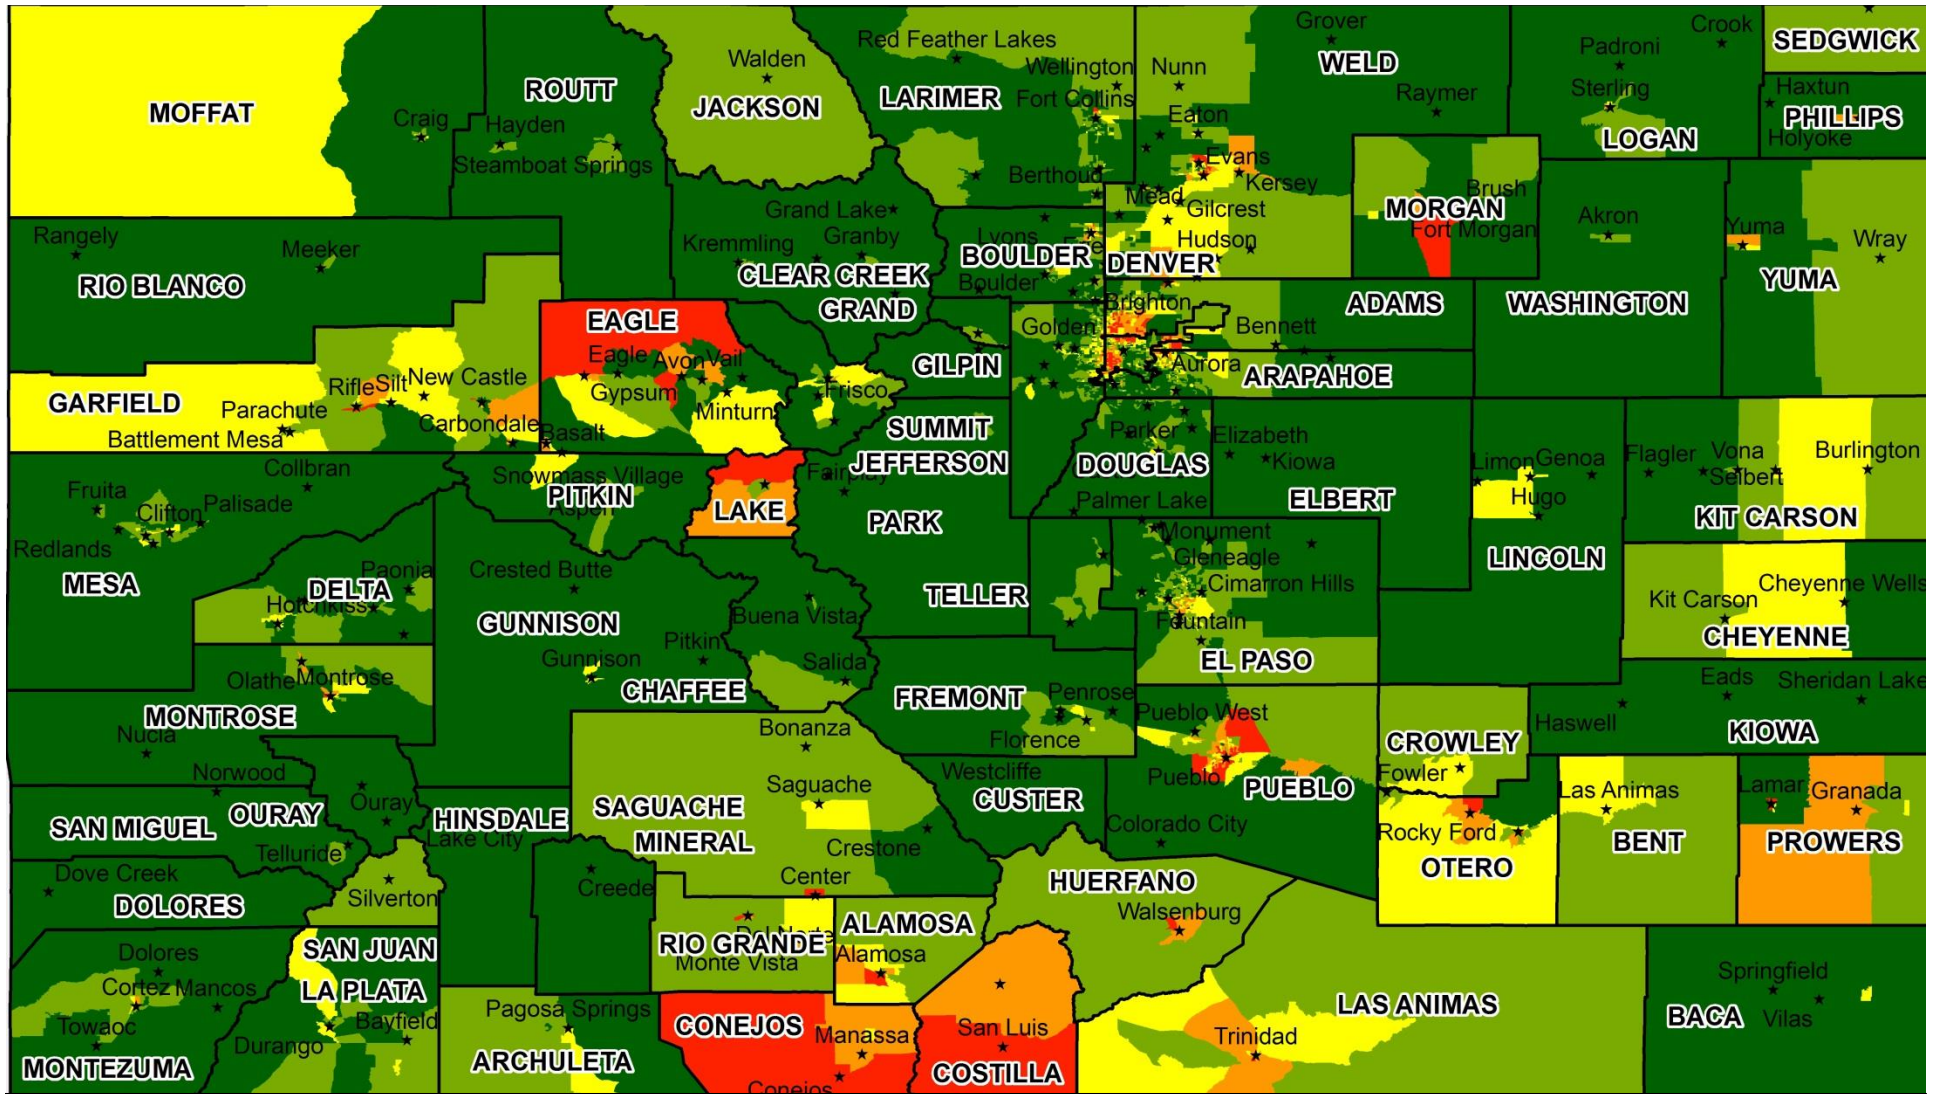 Grover
Crook
Red Feather Lakes
Padroni
SEDGWICK
Walden
WELD
Wellington
Nunn
ROUTT
Sterling
Haxtun
MOFFAT
JACKSON
LARIMER
Fort Collins
Raymer
PHILLIPS
Craig
Hayden
Eaton
LOGAN
Holyoke
Steamboat Springs
Evans
Berthoud
Kersey
Mead
Brush
Grand Lake
Gilcrest
MORGAN
Akron
Rangely
Meeker
Kremmling
Granby
Lyons
Hudson
Fort Morgan
Yuma
Wray
RIO BLANCO
CLEAR CREEK
BOULDER
DENVER
Boulder
YUMA
GRAND
Brighton
ADAMS
WASHINGTON
EAGLE
Golden
Bennett
Eagle
Avon
Vail
GILPIN
Aurora
ARAPAHOE
Rifle
Silt
New Castle
Gypsum
Frisco
GARFIELD
Parachute
Minturn
Carbondale
Basalt
SUMMIT
Parker
Elizabeth
Battlement Mesa
Flagler
Vona
Burlington
Collbran
Snowmass Village
Fairplay
JEFFERSON
DOUGLAS
Kiowa
Limon
Genoa
Seibert
Fruita
PITKIN
Palmer Lake
ELBERT
Hugo
Clifton
Palisade
Aspen
LAKE
PARK
KIT CARSON
Redlands
Monument
MESA
Paonia
Crested Butte
Gleneagle
LINCOLN
DELTA
TELLER
Cimarron Hills
Cheyenne Wells
Hotchkiss
GUNNISON
Buena Vista
Fountain
Kit Carson
CHEYENNE
Pitkin
Gunnison
Salida
EL PASO
Olathe
Montrose
CHAFFEE
FREMONT
Penrose
Eads
Sheridan Lake
MONTROSE
Pueblo West
Haswell
KIOWA
Nucla
Bonanza
Florence
CROWLEY
Norwood
Saguache
Westcliffe
Pueblo
PUEBLO
Fowler
Lamar
Granada
Ouray
CUSTER
Las Animas
SAN MIGUEL
OURAY
HINSDALE
SAGUACHE
Lake City
MINERAL
Colorado City
Rocky Ford
BENT
PROWERS
Telluride
Crestone
OTERO
Dove Creek
Creede
Center
HUERFANO
DOLORES
Silverton
ALAMOSA
Walsenburg
Del Norte
Dolores
SAN JUAN
RIO GRANDE
Alamosa
Monte Vista
Springfield
Cortez
Mancos
LA PLATA
Pagosa Springs
LAS ANIMAS
Towaoc
Bayfield
CONEJOS
Manassa
San Luis
Trinidad
BACA
Vilas
Durango
MONTEZUMA
ARCHULETA
COSTILLA
Conejos